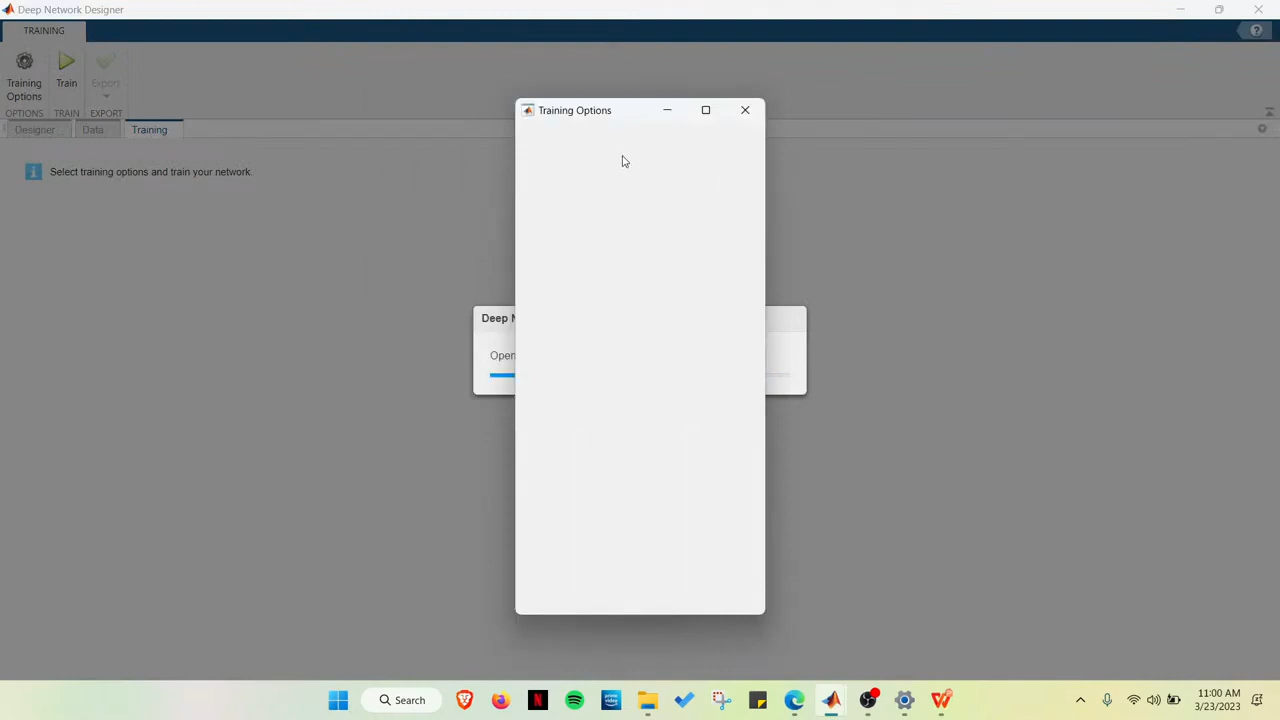 Deep Network Designer
TRAINING
Training Options
Train
Export
OPTIONS
TRAIN
EXPORT
Designer
Data
Training
Select training options and train your network.
Training Options
Deep N
Open
Search
11:00 AM
3/23/2023